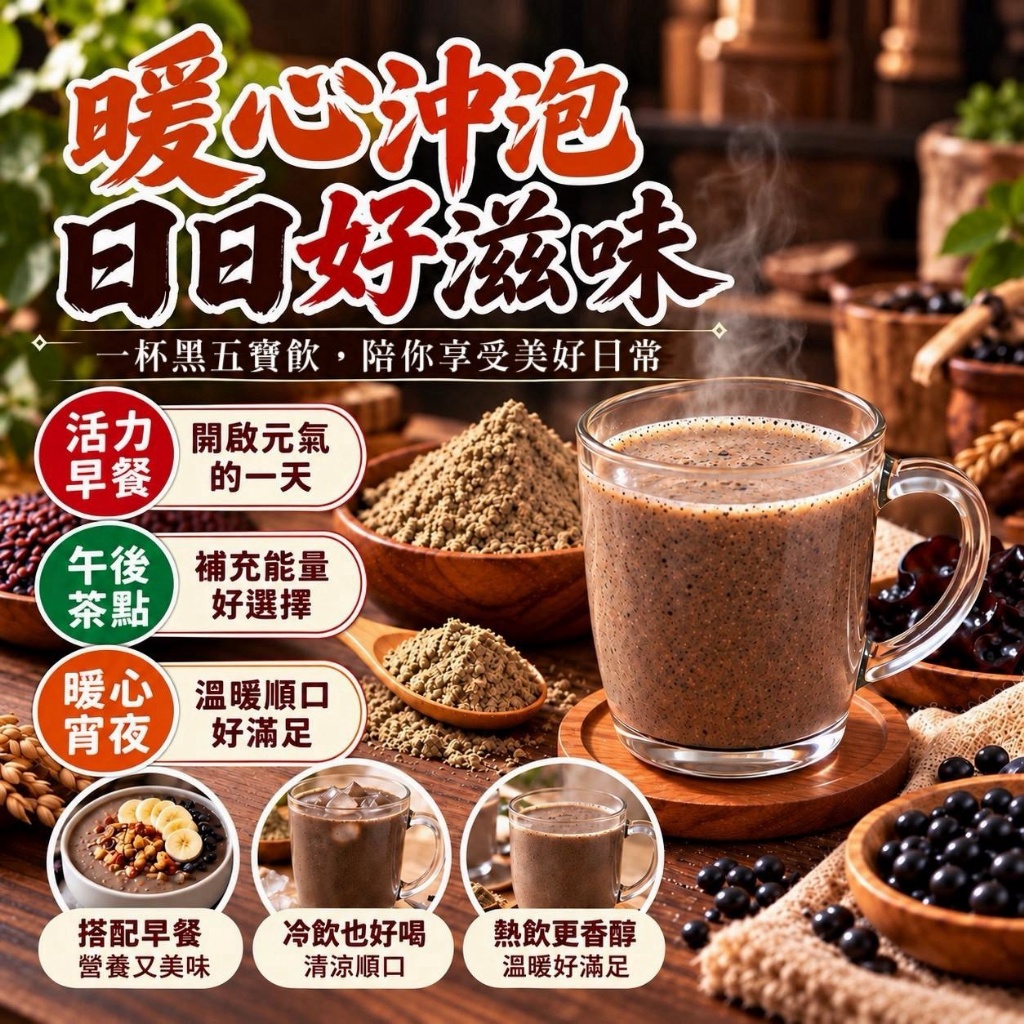 暖心沖泡
日日好滋味
一杯黑五寶飲，陪你享受美好日常
活力
早餐
開啟元氣
的一天
午後
茶點
補充能量
好選擇
暖心
宵夜
溫暖順口
好滿足
搭配早餐
營養又美味
冷飲也好喝
清涼順口
熱飲更香醇
溫暖好滿足